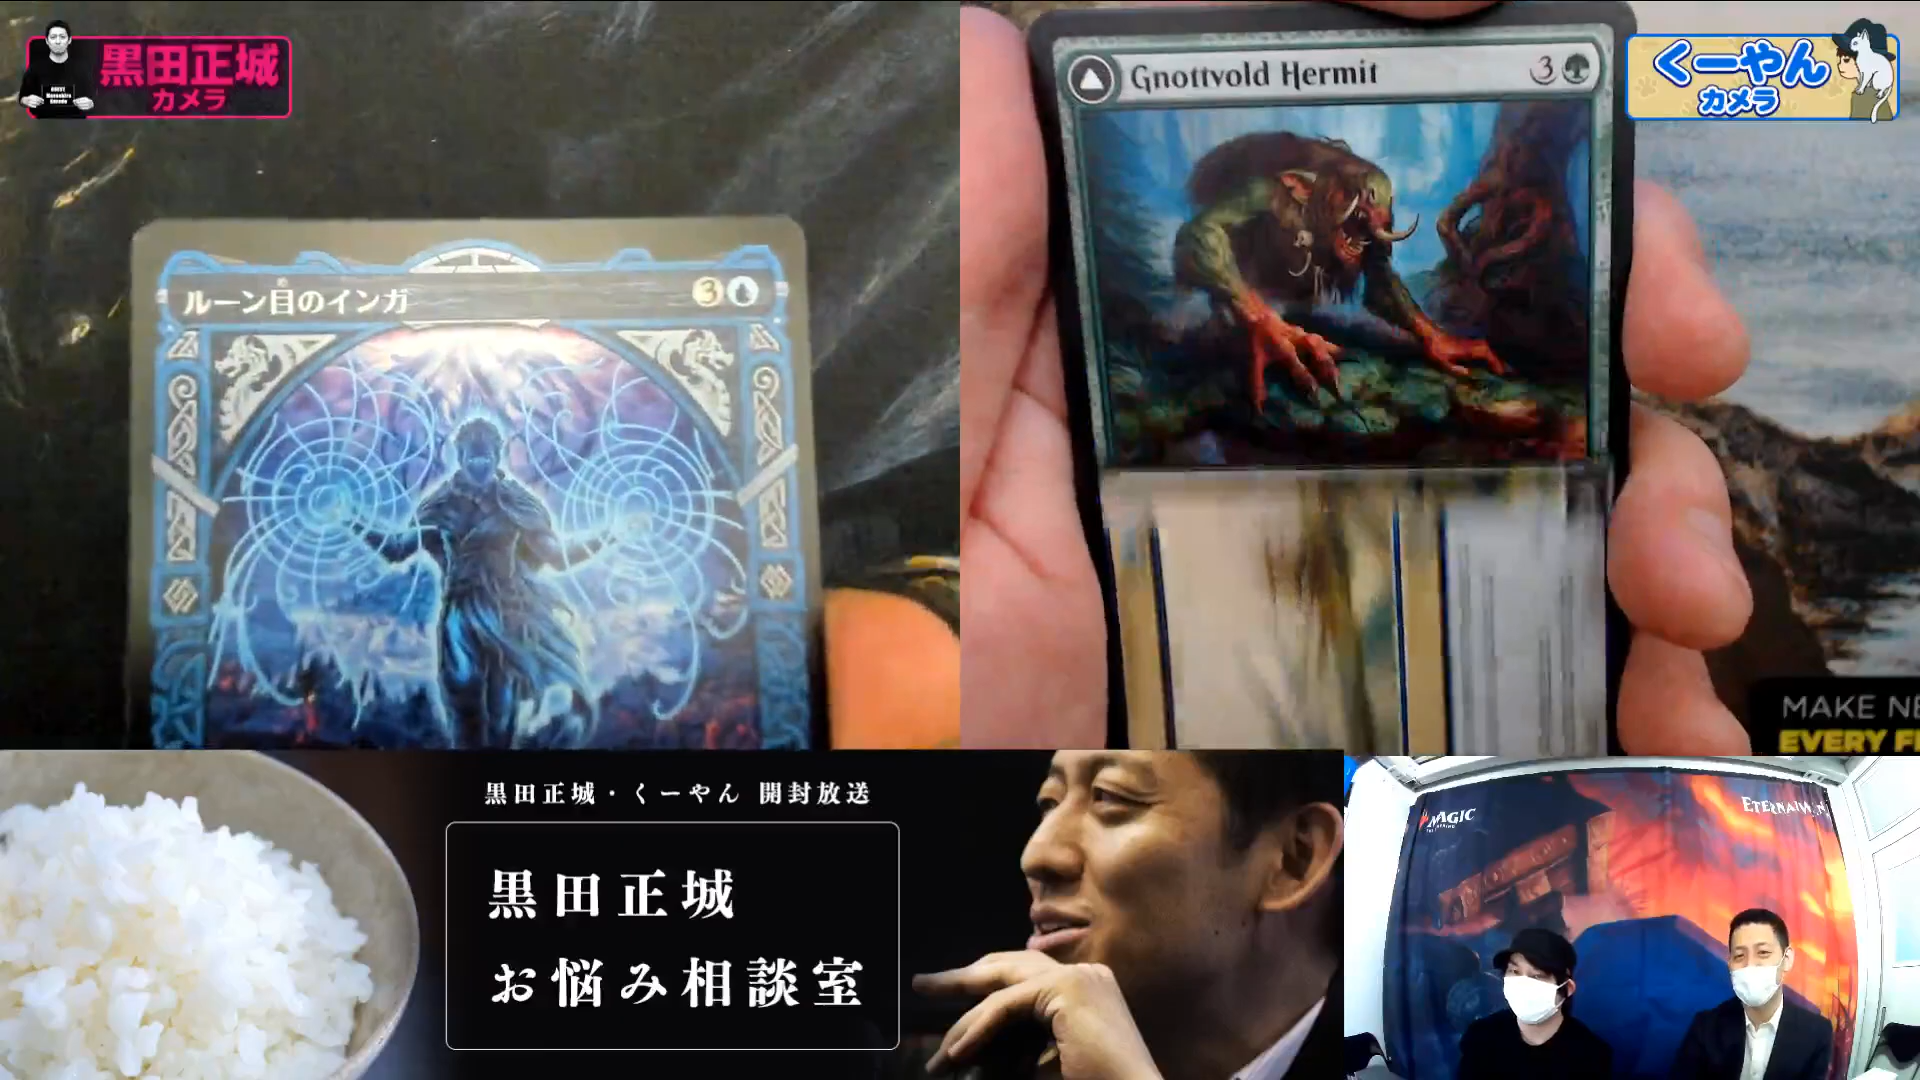 黒田正城
カメラ
ルーン目のインガ
3
Gnottvold Hermit
3
くーやん
カメラ
MAKE NE
EVERY F
黒田正城・くーやん 開封放送
黒田正城
お悩み相談室
MAGIC